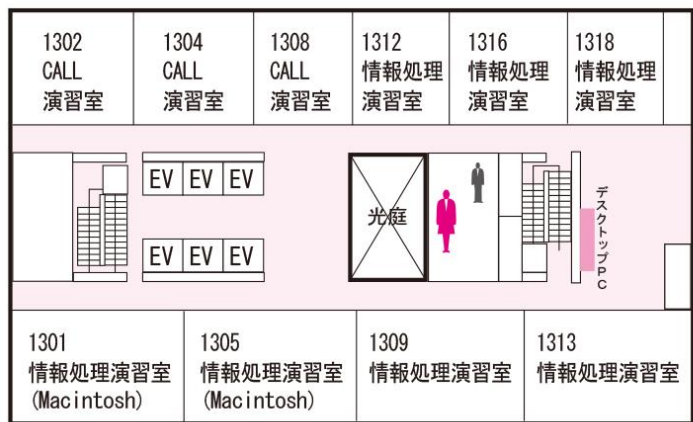 1302
CALL
演習室
1304
CALL
演習室
1308
CALL
演習室
1312
情報処理
演習室
1316
情報処理
演習室
1318
情報処理
演習室
EV EV EV
光庭
デスクトップPC
EV EV EV
1301
情報処理演習室
(Macintosh)
1305
情報処理演習室
(Macintosh)
1309
情報処理演習室
1313
情報処理演習室